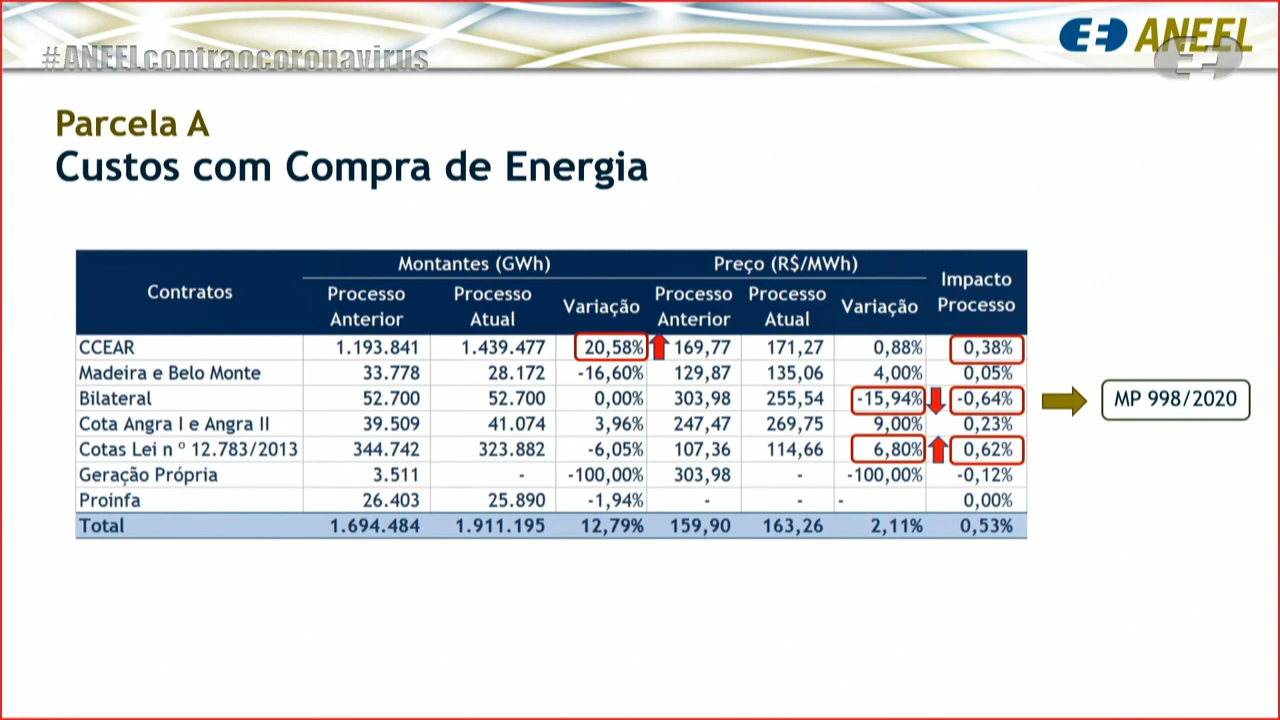 #ANEELcontraocoronavirus
ANEEL
Parcela A
Custos com Compra de Energia
Contratos Montantes (GWh) Preço (R$/MWh) Impacto Processo
Processo Anterior Processo Atual Variação Processo Anterior Processo Atual Variação
CCEAR 1.193.841 1.439.477 20,58% 169,77 171,27 0,88% 0,38%
Madeira e Belo Monte 33.778 28.172 -16,60% 129,87 135,06 4,00% 0,05%
Bilateral 52.700 52.700 0,00% 303,98 255,54 -15,94% -0,64% MP 998/2020
Cota Angra I e Angra II 39.509 41.074 3,96% 247,47 269,75 9,00% 0,23%
Cotas Lei n º 12.783/2013 344.742 323.882 -6,05% 107,36 114,66 6,80% 0,62%
Geração Própria 3.511 - -100,00% 303,98 - -100,00% -0,12%
Proinfa 26.403 25.890 -1,94% - - - 0,00%
Total 1.694.484 1.911.195 12,79% 159,90 163,26 2,11% 0,53%